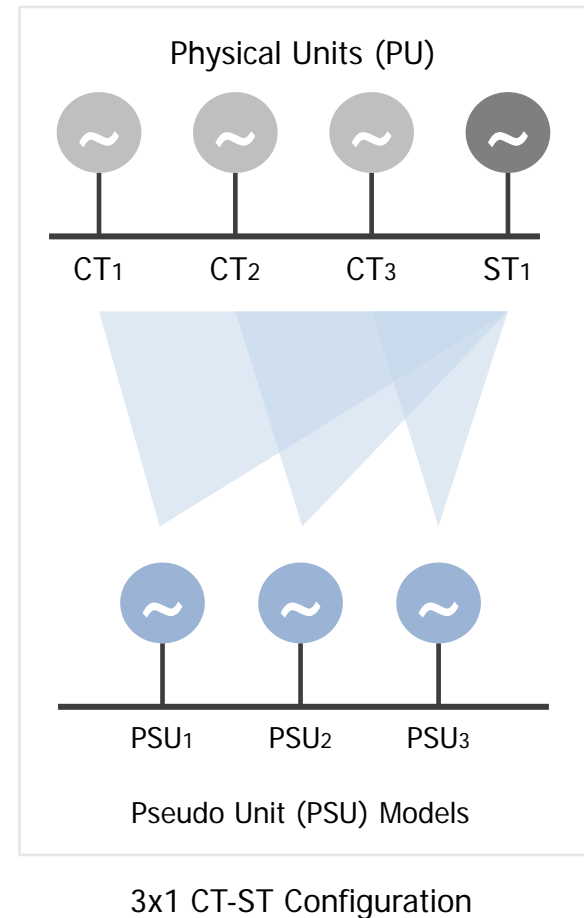 Physical Units (PU)
CT1 CT2 CT3 ST1
PSU1 PSU2 PSU3
Pseudo Unit (PSU) Models
3x1 CT-ST Configuration